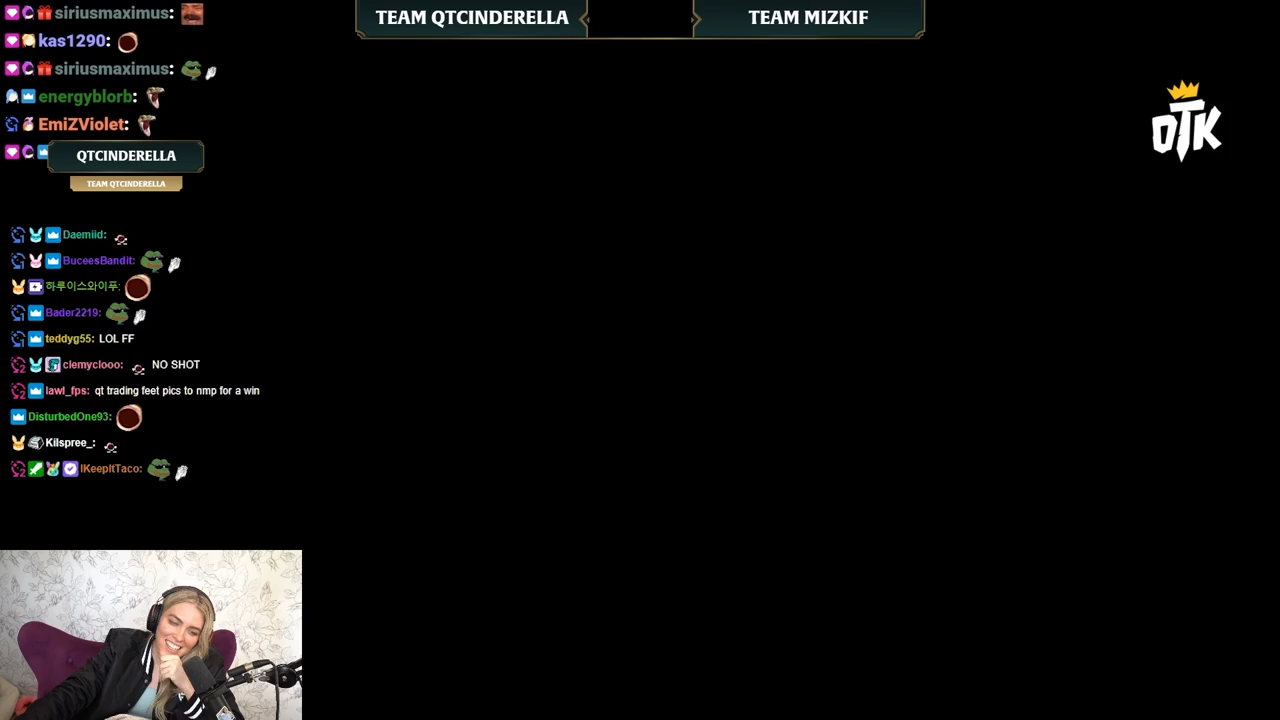 TEAM QTCINDERELLA
TEAM MIZKIF
siriusmaximus:
kas1290:
siriusmaximus:
energyblorb:
EmiZViolet:
QTCINDERELLA
TEAM QTCINDERELLA
OTK
Daemiid:
BuceesBandit:
하루이스와이푸:
Bader2219:
teddyg55: LOL FF
clemyclooo: NO SHOT
lawl_fps: qt trading feet pics to nmp for a win
DisturbedOne93:
Kilspree_:
IKeepItTaco: